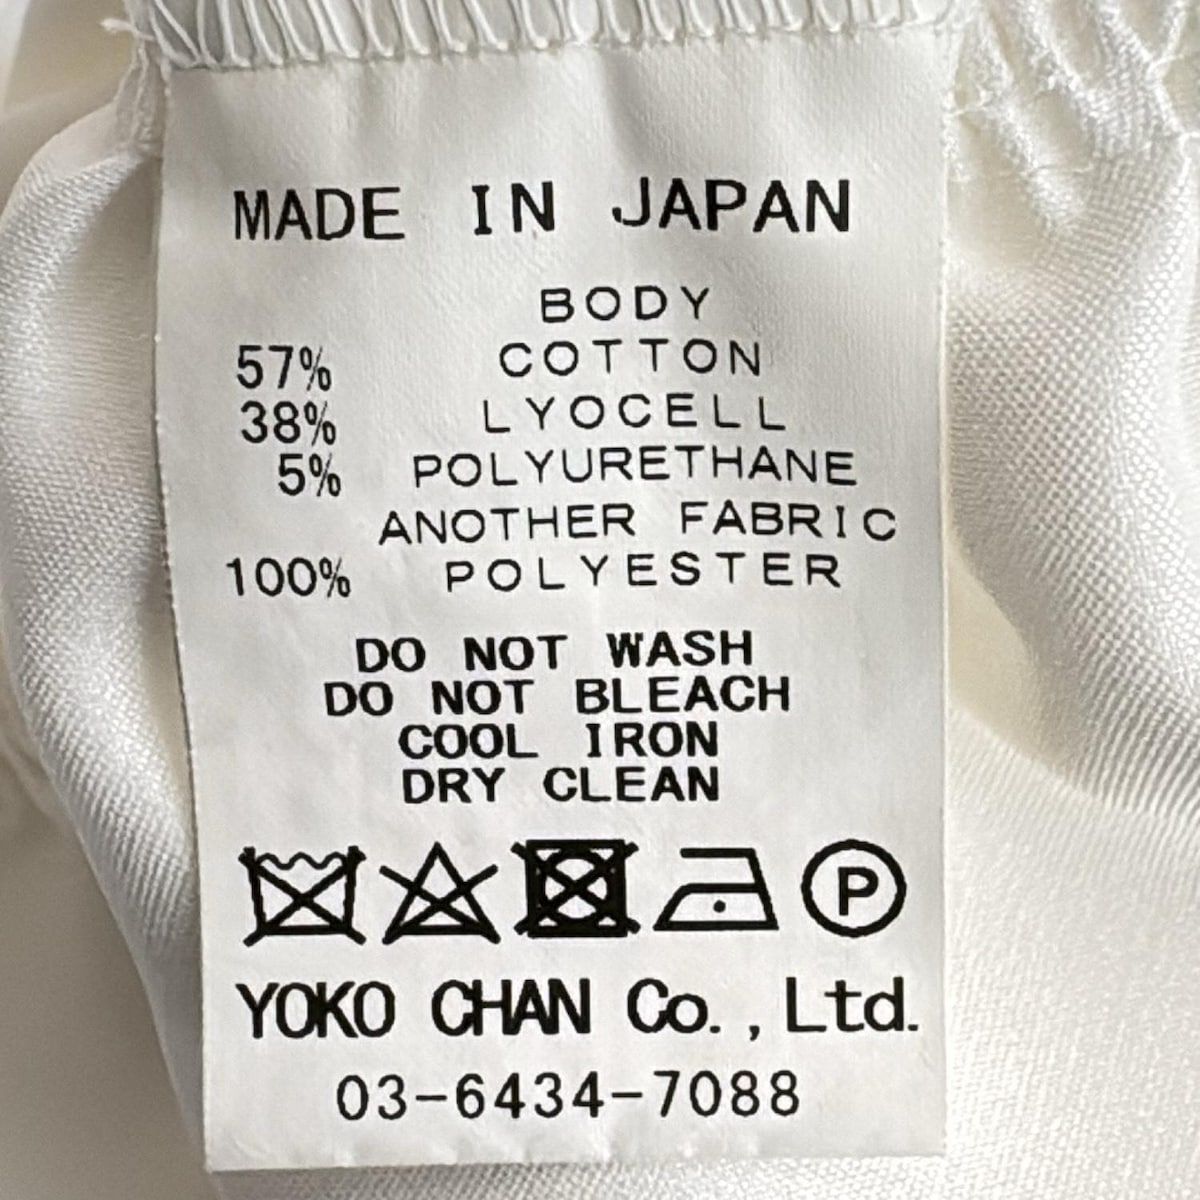 MADE IN JAPAN
BODY
57% COTTON
38% LYOCELL
5% POLYURETHANE
ANOTHER FABRIC
100% POLYESTER
DO NOT WASH
DO NOT BLEACH
COOL IRON
DRY CLEAN
P
YOKO CHAN Co.,Ltd.
03-6434-7088